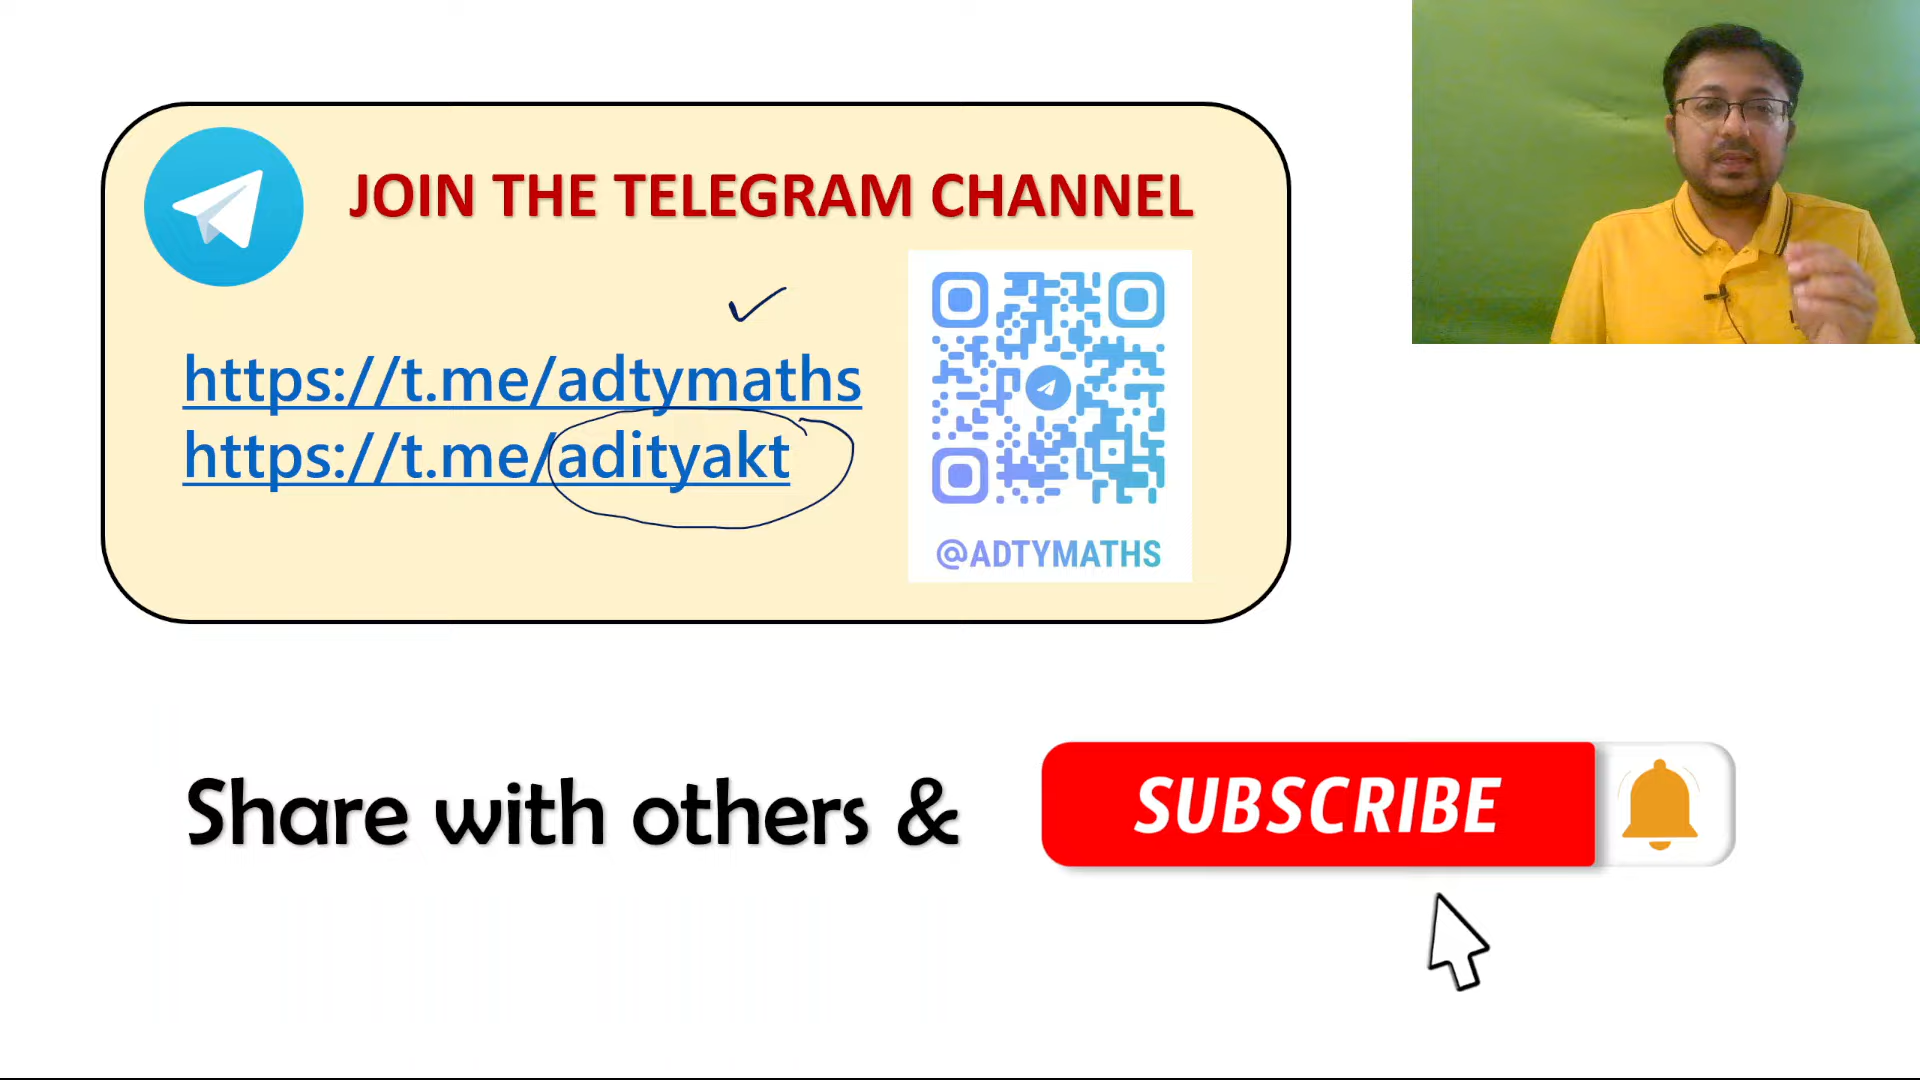 JOIN THE TELEGRAM CHANNEL
https://t.me/adtymaths
https://t.me/adityakt
@ADTYMATHS
Share with others &
SUBSCRIBE